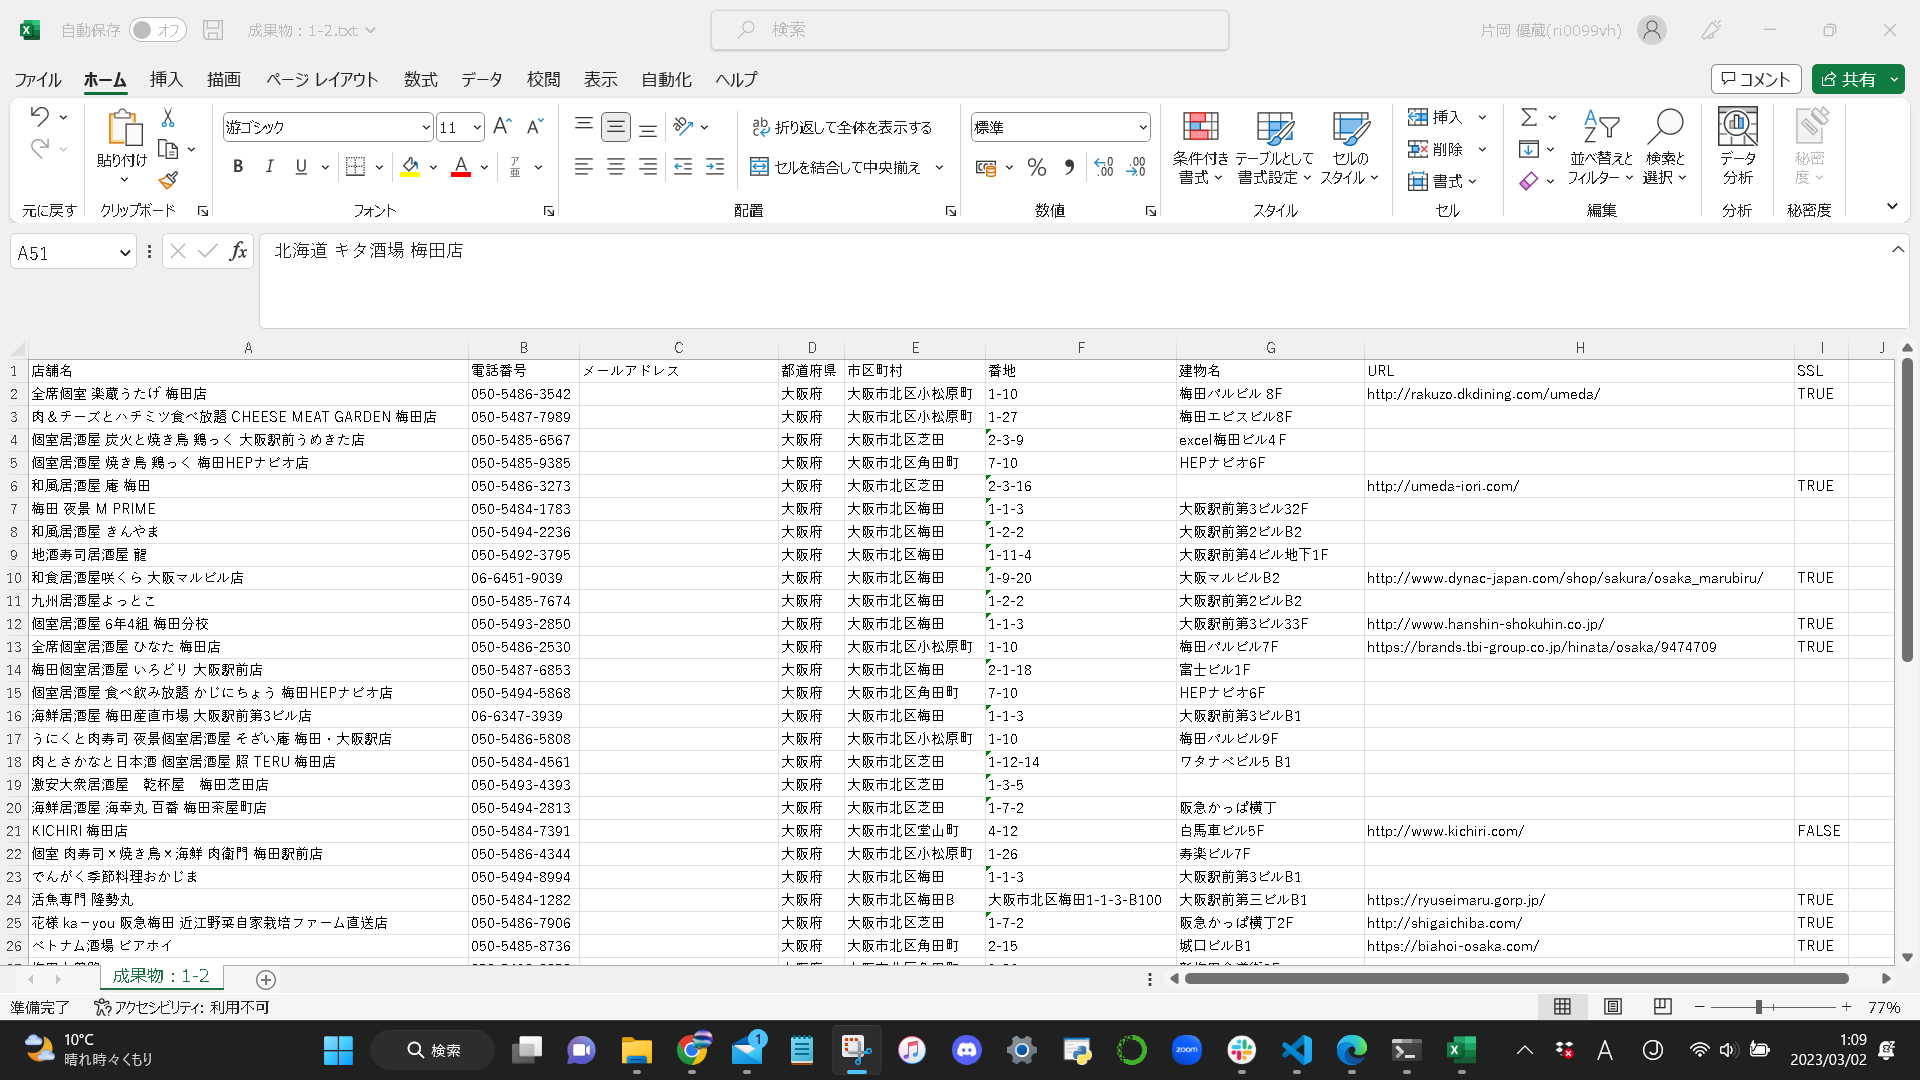 自動保存 オフ 成果物：1-2.txt 検索 片岡 優蔵(ri0099vh)
ファイル ホーム 挿入 描画 ページ レイアウト 数式 データ 校閲 表示 自動化 ヘルプ コメント 共有
游ゴシック 11 折り返して全体を表示する 標準 挿入
貼り付け 条件付き書式 テーブルとして書式設定 セルのスタイル 削除 並べ替えとフィルター 検索と選択 データ分析 秘密度
B I U セルを結合して中央揃え 書式
元に戻す クリップボード フォント 配置 数値 スタイル セル 編集 分析 秘密度
A51 fx 北海道 キタ酒場 梅田店
A B C D E F G H I J
1 店舗名 電話番号 メールアドレス 都道府県 市区町村 番地 建物名 URL SSL
2 全席個室 楽蔵うたげ 梅田店 050-5486-3542 大阪府 大阪市北区小松原町 1-10 梅田パルビル 8F http://rakuzo.dkdining.com/umeda/ TRUE
3 肉＆チーズとハチミツ食べ放題 CHEESE MEAT GARDEN 梅田店 050-5487-7989 大阪府 大阪市北区小松原町 1-27 梅田エビスビル8F
4 個室居酒屋 炭火と焼き鳥 鶏っく 大阪駅前うめきた店 050-5485-6567 大阪府 大阪市北区芝田 2-3-9 excel梅田ビル4Ｆ
5 個室居酒屋 焼き鳥 鶏っく 梅田HEPナビオ店 050-5485-9385 大阪府 大阪市北区角田町 7-10 HEPナビオ6F
6 和風居酒屋 庵 梅田 050-5486-3273 大阪府 大阪市北区芝田 2-3-16 http://umeda-iori.com/ TRUE
7 梅田 夜景 M PRIME 050-5484-1783 大阪府 大阪市北区梅田 1-1-3 大阪駅前第3ビル32F
8 和風居酒屋 きんやま 050-5494-2236 大阪府 大阪市北区梅田 1-2-2 大阪駅前第2ビルB2
9 地酒寿司居酒屋 龍 050-5492-3795 大阪府 大阪市北区梅田 1-11-4 大阪駅前第4ビル地下1F
10 和食居酒屋咲くら 大阪マルビル店 06-6451-9039 大阪府 大阪市北区梅田 1-9-20 大阪マルビルB2 http://www.dynac-japan.com/shop/sakura/osaka_marubiru/ TRUE
11 九州居酒屋よっとこ 050-5485-7674 大阪府 大阪市北区梅田 1-2-2 大阪駅前第2ビルB2
12 個室居酒屋 6年4組 梅田分校 050-5493-2850 大阪府 大阪市北区梅田 1-1-3 大阪駅前第3ビル33F http://www.hanshin-shokuhin.co.jp/ TRUE
13 全席個室居酒屋 ひなた 梅田店 050-5486-2530 大阪府 大阪市北区小松原町 1-10 梅田パルビル7F https://brands.tbi-group.co.jp/hinata/osaka/9474709 TRUE
14 梅田個室居酒屋 いろどり 大阪駅前店 050-5487-6853 大阪府 大阪市北区梅田 2-1-18 富士ビル1F
15 個室居酒屋 食べ飲み放題 かじにちょう 梅田HEPナビオ店 050-5494-5868 大阪府 大阪市北区角田町 7-10 HEPナビオ6F
16 海鮮居酒屋 梅田産直市場 大阪駅前第3ビル店 06-6347-3939 大阪府 大阪市北区梅田 1-1-3 大阪駅前第3ビルB1
17 うにくと肉寿司 夜景個室居酒屋 そざい庵 梅田・大阪駅店 050-5486-5808 大阪府 大阪市北区小松原町 1-10 梅田パルビル9F
18 肉とさかなと日本酒 個室居酒屋 照 TERU 梅田店 050-5484-4561 大阪府 大阪市北区芝田 1-12-14 ワタナベビル5 B1
19 激安大衆居酒屋　乾杯屋　梅田芝田店 050-5493-4393 大阪府 大阪市北区芝田 1-3-5
20 海鮮居酒屋 海幸丸 百番 梅田茶屋町店 050-5494-2813 大阪府 大阪市北区芝田 1-7-2 阪急かっぱ横丁
21 KICHIRI 梅田店 050-5484-7391 大阪府 大阪市北区堂山町 4-12 白馬車ビル5F http://www.kichiri.com/ FALSE
22 個室 肉寿司×焼き鳥×海鮮 肉衛門 梅田駅前店 050-5486-4344 大阪府 大阪市北区小松原町 1-26 寿楽ビル7F
23 でんがく季節料理おかじま 050-5494-8994 大阪府 大阪市北区梅田 1-1-3 大阪駅前第3ビルB1
24 活魚専門 隆勢丸 050-5484-1282 大阪府 大阪市北区梅田B 大阪市北区梅田1-1-3-B100 大阪駅前第三ビルB1 https://ryuseimaru.gorp.jp/ TRUE
25 花様 ka－you 阪急梅田 近江野菜自家栽培ファーム直送店 050-5486-7906 大阪府 大阪市北区芝田 1-7-2 阪急かっぱ横丁2F http://shigaichiba.com/ TRUE
26 ベトナム酒場 ビアホイ 050-5485-8736 大阪府 大阪市北区角田町 2-15 城口ビルB1 https://biahoi-osaka.com/ TRUE
成果物：1-2
準備完了 アクセシビリティ: 利用不可 77%
10°C
晴れ時々くもり 検索 1 zoom A 1:09
2023/03/02